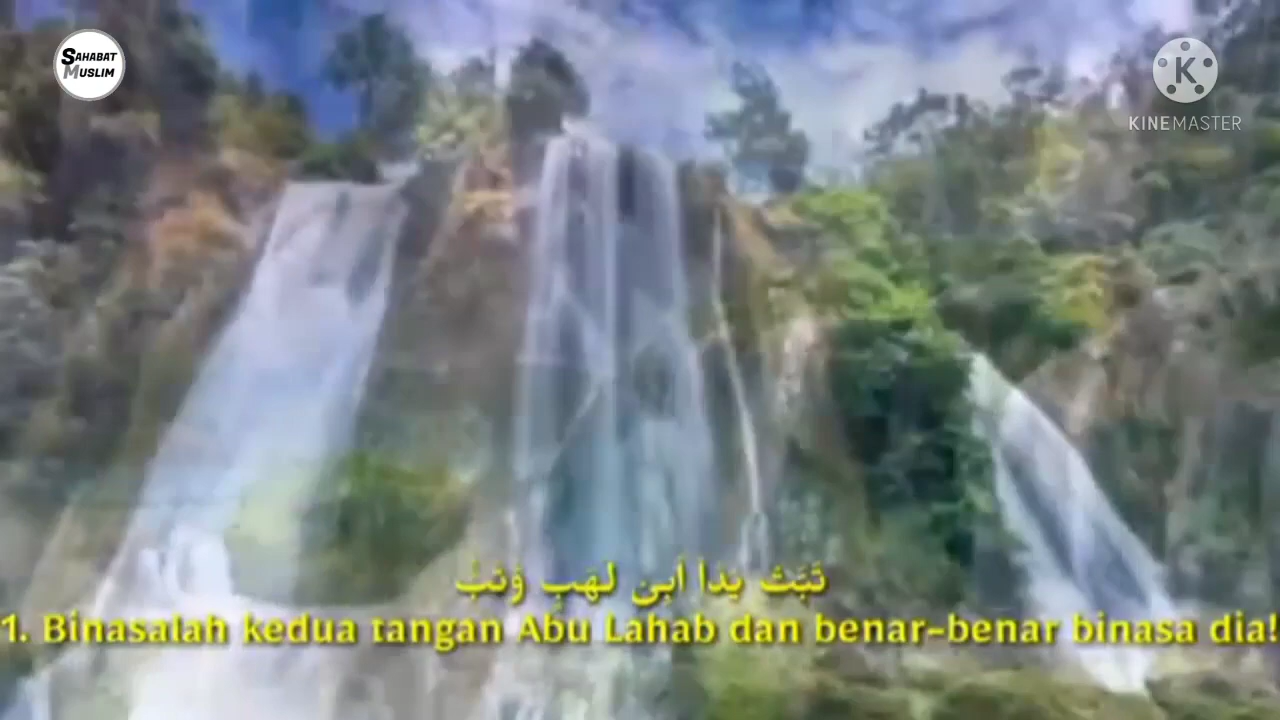 SAHABAT
MUSLIM
K
KINEMASTER
تَبَّتْ يَدَآ اَبِيْ لَهَبٍ وَّتَبَّۗ
1. Binasalah kedua tangan Abu Lahab dan benar-benar binasa dia!